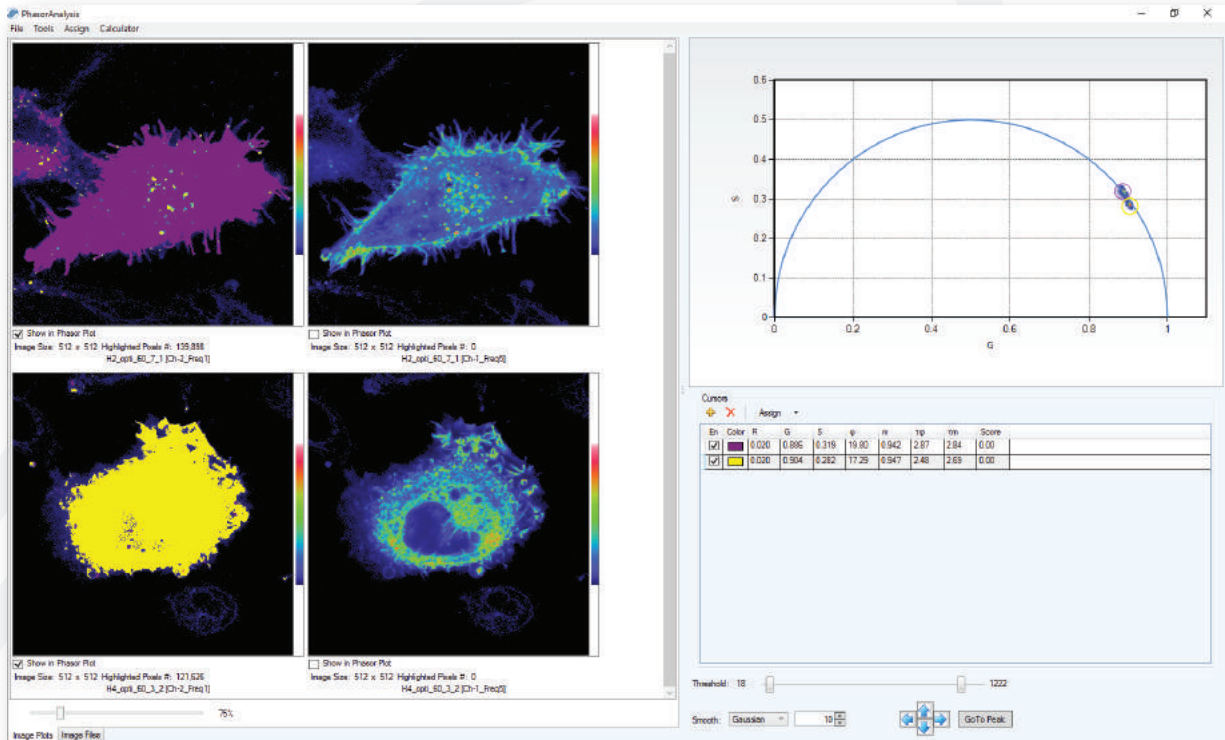 PhasorAnalysis
File Tools Assign Calculator
Show in Phasor Plot
Image Size: 512 x 512 Highlighted Pixels #: 139,898
H2_opti_60_7_1 [Ch-2_Freq1]
Show in Phasor Plot
Image Size: 512 x 512 Highlighted Pixels #: 0
H2_opti_60_7_1 [Ch-1_Freq5]
Show in Phasor Plot
Image Size: 512 x 512 Highlighted Pixels #: 121,626
H4_opti_60_3_2 [Ch-2_Freq1]
Show in Phasor Plot
Image Size: 512 x 512 Highlighted Pixels #: 0
H4_opti_60_3_2 [Ch-1_Freq5]
75%
Image Plots Image Files
0.6
0.5
0.4
0.3
0.2
0.1
0
S
0 0.2 0.4 0.6 0.8 1
G
Cursors
Assign
En Color R G S φ m τφ τm Score
0.020 0.886 0.319 19.80 0.942 2.87 2.84 0.00
0.020 0.904 0.282 17.29 0.947 2.48 2.69 0.00
Threshold: 18 1222
Smooth: Gaussian 10 GoTo Peak